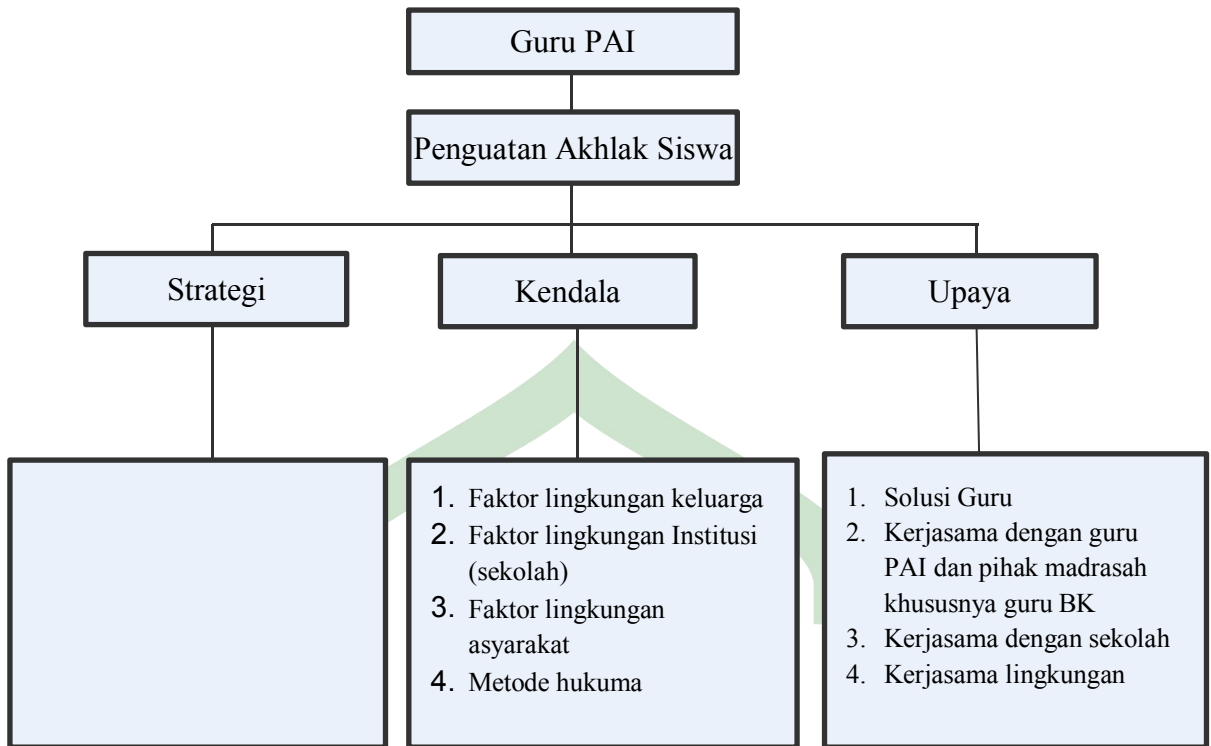 Guru PAI
Penguatan Akhlak Siswa
Strategi
Kendala
Upaya
1. Faktor lingkungan keluarga
2. Faktor lingkungan Institusi
(sekolah)
3. Faktor lingkungan
asyarakat
4. Metode hukuma
1. Solusi Guru
2. Kerjasama dengan guru
PAI dan pihak madrasah
khususnya guru BK
3. Kerjasama dengan sekolah
4. Kerjasama lingkungan